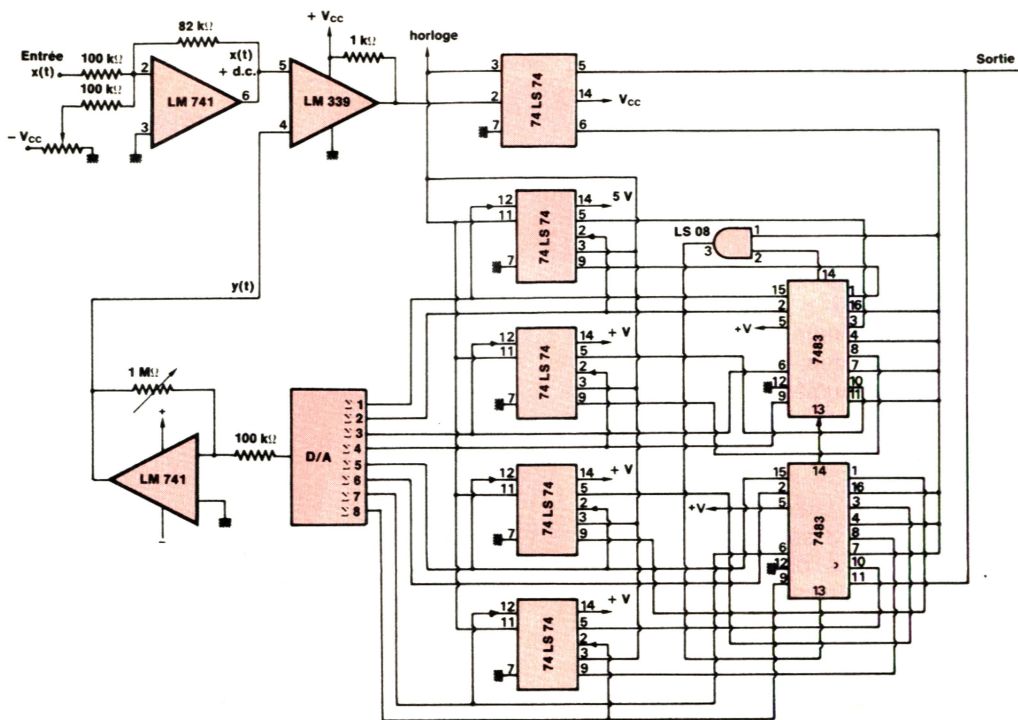 82 kΩ
100 kΩ
Entrée
x(t)
100 kΩ
2
3
LM 741
6
x(t)
+ d.c.
- Vcc
+ Vcc
1 kΩ
5
4
LM 339
horloge
3
2
7
74 LS 74
5
14
Vcc
6
Sortie
12
11
7
74 LS 74
14
5 V
5
2
3
9
LS 08
3
1
2
y(t)
12
11
7
74 LS 74
14
+ V
5
2
3
9
14
15
2
5
+V
6
12
9
7483
13
1
16
3
4
8
7
10
11
1 MΩ
+
LM 741
-
100 kΩ
D/A
1
2
3
4
5
6
7
8
12
11
7
74 LS 74
14
+ V
5
2
3
9
14
15
2
5
+V
6
12
9
7483
13
1
16
3
4
8
7
10
11
12
11
7
74 LS 74
14
+ V
5
2
3
9